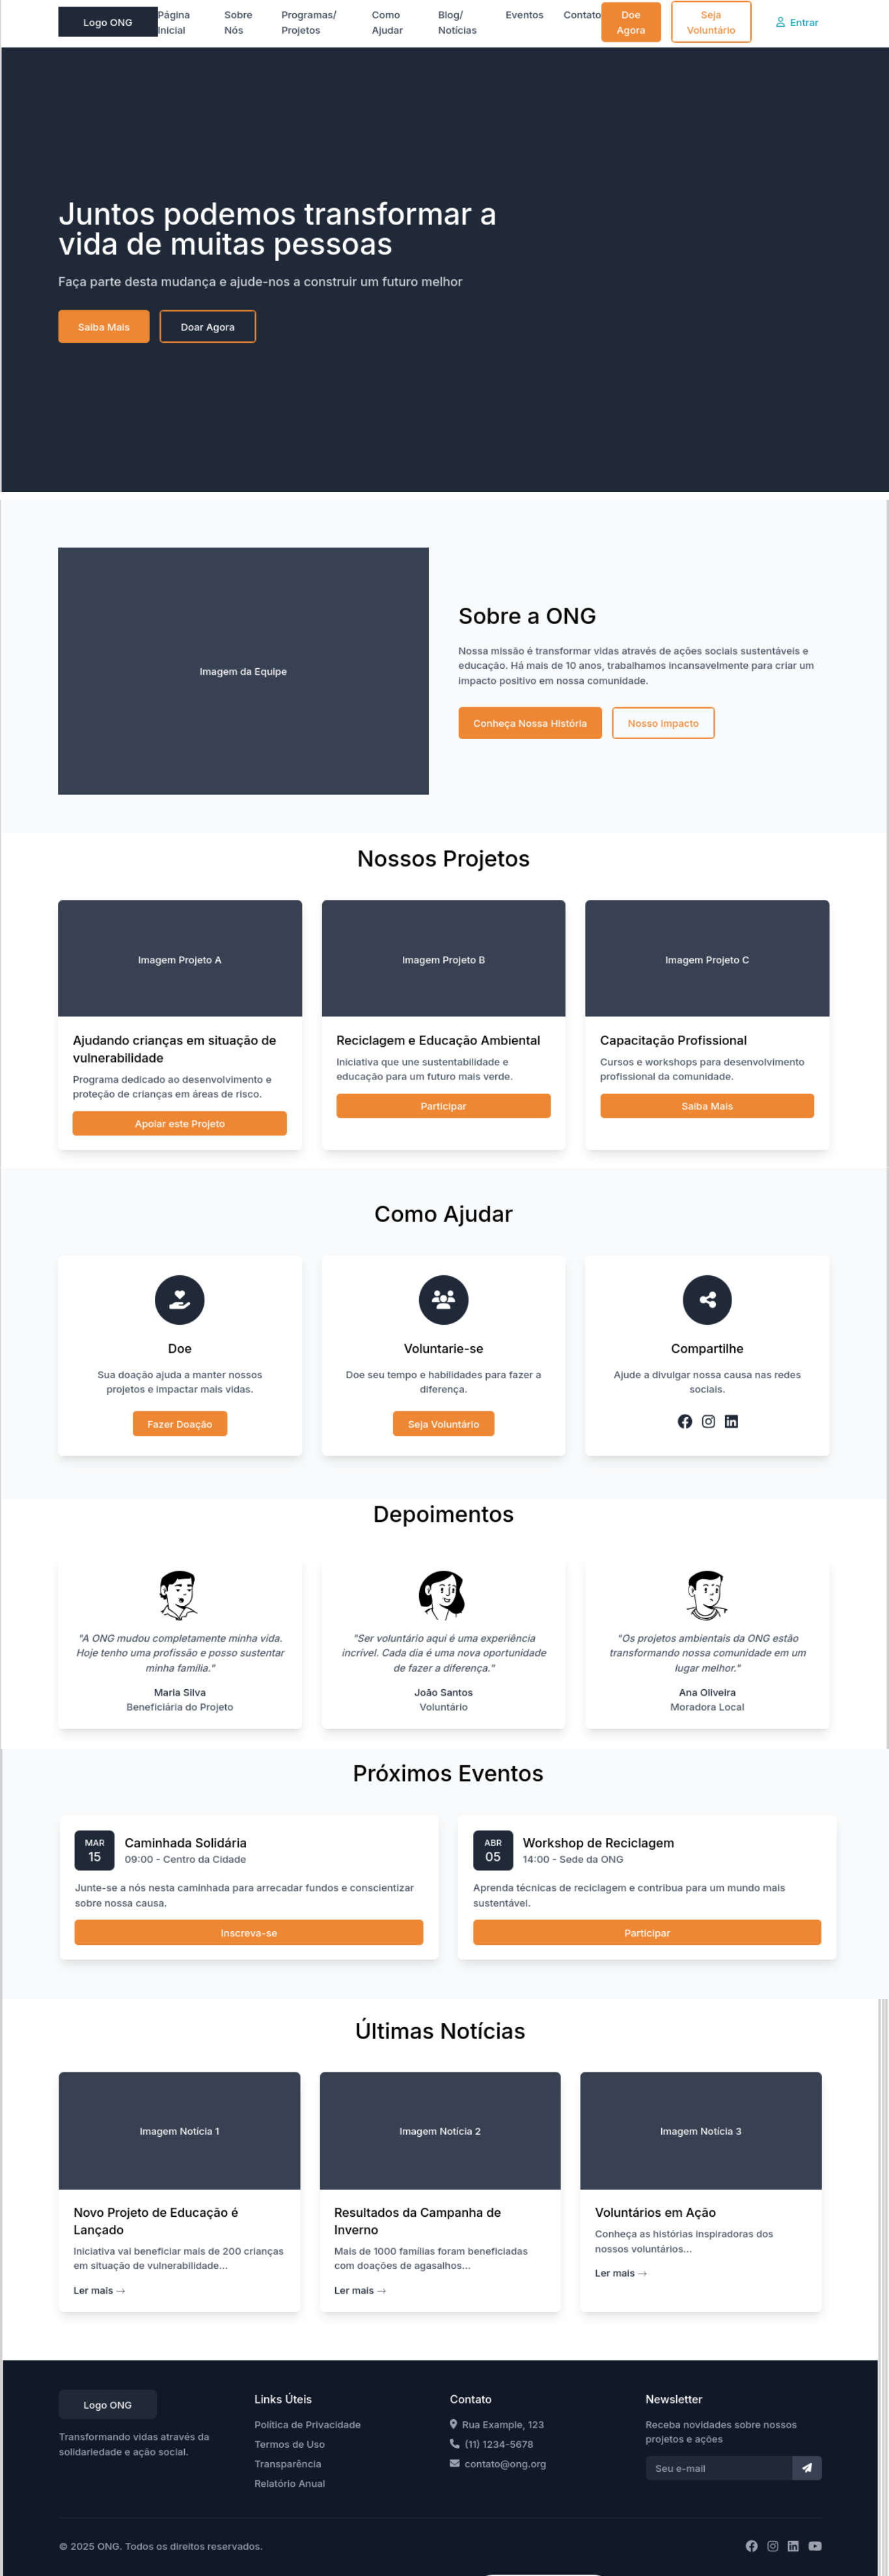 Logo ONG
Página Inicial
Sobre Nós
Programas/ Projetos
Como Ajudar
Blog/ Notícias
Eventos
Contato
Doe Agora
Seja Voluntário
Entrar
Juntos podemos transformar a
vida de muitas pessoas
Faça parte desta mudança e ajude-nos a construir um futuro melhor
Saiba Mais
Doar Agora
Imagem da Equipe
Sobre a ONG
Nossa missão é transformar vidas através de ações sociais sustentáveis e
educação. Há mais de 10 anos, trabalhamos incansavelmente para criar um
impacto positivo em nossa comunidade.
Conheça Nossa História
Nosso Impacto
Nossos Projetos
Imagem Projeto A
Ajudando crianças em situação de
vulnerabilidade
Programa dedicado ao desenvolvimento e
proteção de crianças em áreas de risco.
Apoiar este Projeto
Imagem Projeto B
Reciclagem e Educação Ambiental
Iniciativa que une sustentabilidade e
educação para um futuro mais verde.
Participar
Imagem Projeto C
Capacitação Profissional
Cursos e workshops para desenvolvimento
profissional da comunidade.
Saiba Mais
Como Ajudar
Doe
Sua doação ajuda a manter nossos
projetos e impactar mais vidas.
Fazer Doação
Voluntarie-se
Doe seu tempo e habilidades para fazer a
diferença.
Seja Voluntário
Compartilhe
Ajude a divulgar nossa causa nas redes
sociais.
Depoimentos
"A ONG mudou completamente minha vida.
Hoje tenho uma profissão e posso sustentar
minha família."
Maria Silva
Beneficiária do Projeto
"Ser voluntário aqui é uma experiência
incrível. Cada dia é uma nova oportunidade
de fazer a diferença."
João Santos
Voluntário
"Os projetos ambientais da ONG estão
transformando nossa comunidade em um
lugar melhor."
Ana Oliveira
Moradora Local
Próximos Eventos
MAR
15
Caminhada Solidária
09:00 - Centro da Cidade
Junte-se a nós nesta caminhada para arrecadar fundos e conscientizar
sobre nossa causa.
Inscreva-se
ABR
05
Workshop de Reciclagem
14:00 - Sede da ONG
Aprenda técnicas de reciclagem e contribua para um mundo mais
sustentável.
Participar
Últimas Notícias
Imagem Notícia 1
Novo Projeto de Educação é
Lançado
Iniciativa vai beneficiar mais de 200 crianças
em situação de vulnerabilidade...
Ler mais →
Imagem Notícia 2
Resultados da Campanha de
Inverno
Mais de 1000 famílias foram beneficiadas
com doações de agasalhos...
Ler mais →
Imagem Notícia 3
Voluntários em Ação
Conheça as histórias inspiradoras dos
nossos voluntários...
Ler mais →
Logo ONG
Transformando vidas através da
solidariedade e ação social.
Links Úteis
Política de Privacidade
Termos de Uso
Transparência
Relatório Anual
Contato
Rua Example, 123
(11) 1234-5678
contato@ong.org
Newsletter
Receba novidades sobre nossos
projetos e ações
Seu e-mail
© 2025 ONG. Todos os direitos reservados.